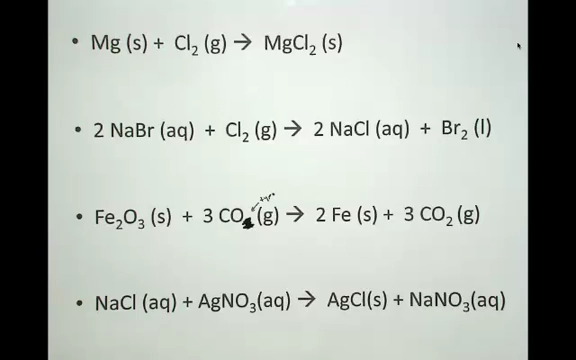 • Mg (s) + Cl₂ (g) → MgCl₂ (s)
• 2 NaBr (aq) + Cl₂ (g) → 2 NaCl (aq) + Br₂ (l)
• Fe₂O₃ (s) + 3 CO (g) → 2 Fe (s) + 3 CO₂ (g)
• NaCl (aq) + AgNO₃(aq) → AgCl(s) + NaNO₃(aq)